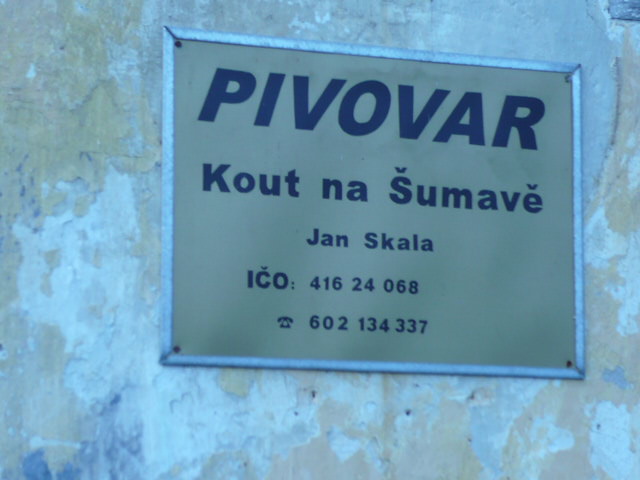 PIVOVAR
Kout na Šumavě
Jan Skala
IČO: 416 24 068
☎ 602 134 337